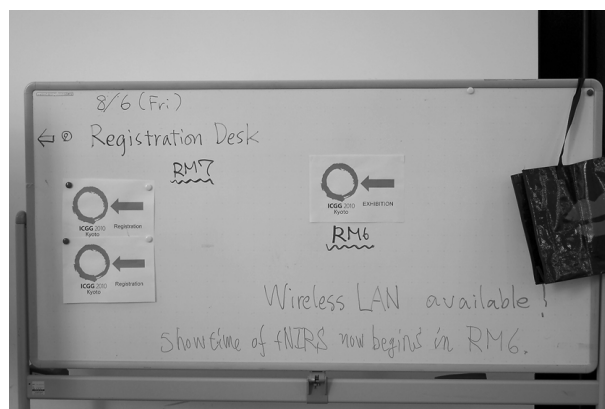 8/6 (Fri)
⇦ Registration Desk
RM7
ICGG 2010
Kyoto
Registration
ICGG 2010
Kyoto
Registration
ICGG 2010
Kyoto
EXHIBITION
RM6
Wireless LAN available!
Showtime of fNIRS now begins in RM6.